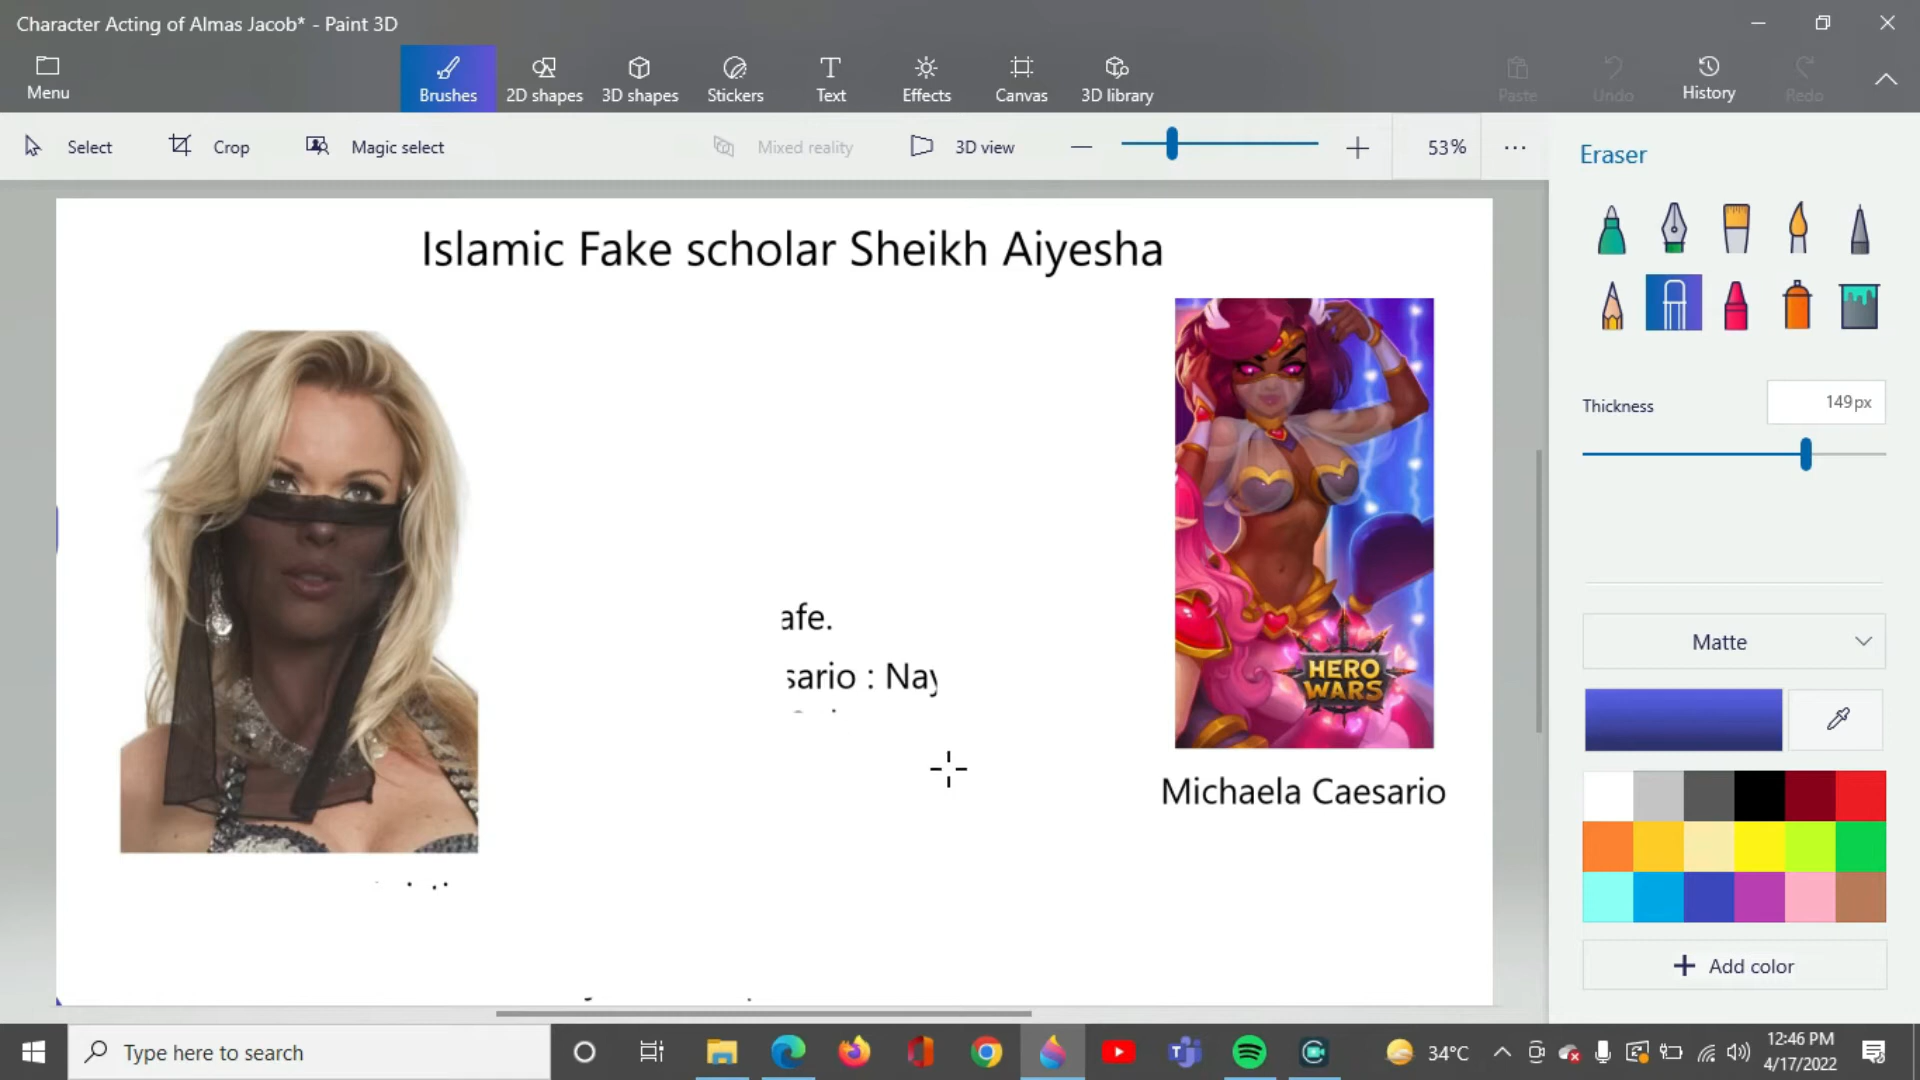 Character Acting of Almas Jacob* - Paint 3D
Menu
Brushes
2D shapes
3D shapes
Stickers
Text
Effects
Canvas
3D library
Paste
Undo
History
Redo
Select
Crop
Magic select
Mixed reality
3D view
53%
Eraser
Thickness
149px
Matte
Add color
Islamic Fake scholar Sheikh Aiyesha
afe.
sario : Nay
HERO
WARS
Michaela Caesario
Type here to search
34°C
12:46 PM
4/17/2022